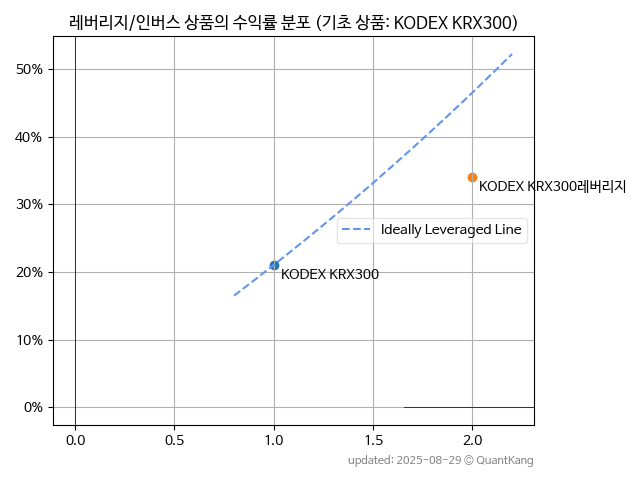 레버리지/인버스 상품의 수익률 분포 (기초 상품: KODEX KRX300)
50%
40%
30%
20%
10%
0%
KODEX KRX300레버리지
Ideally Leveraged Line
KODEX KRX300
0.0 0.5 1.0 1.5 2.0
updated: 2025-08-29 © QuantKang